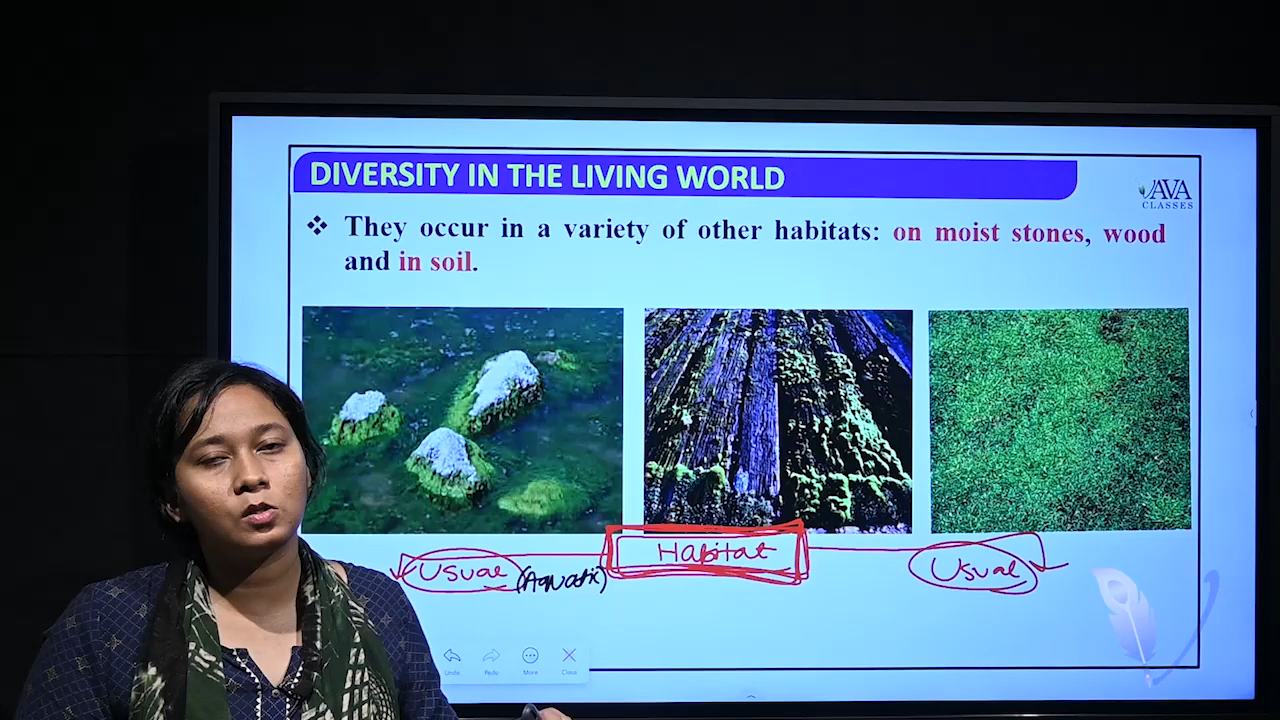 DIVERSITY IN THE LIVING WORLD
AVA
CLASSES
❖ They occur in a variety of other habitats: on moist stones, wood
and in soil.
Habitat
Usual (Aquatic)
Usual
Undo Redo More Close